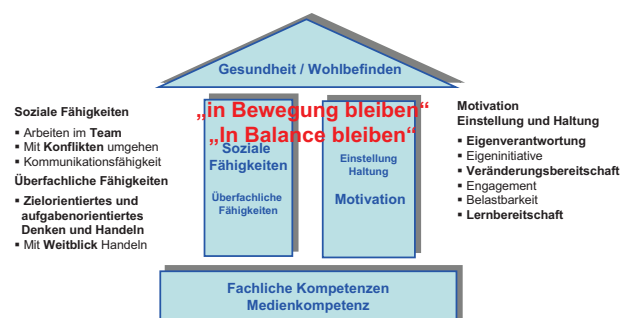 Gesundheit / Wohlbefinden
„in Bewegung bleiben“
„In Balance bleiben“
Soziale Fähigkeiten
▪ Arbeiten im Team
▪ Mit Konflikten umgehen
▪ Kommunikationsfähigkeit
Überfachliche Fähigkeiten
▪ Zielorientiertes und
aufgabenorientiertes
Denken und Handeln
▪ Mit Weitblick Handeln
Soziale
Fähigkeiten
Überfachliche
Fähigkeiten
Einstellung
Haltung
Motivation
Motivation
Einstellung und Haltung
▪ Eigenverantwortung
▪ Eigeninitiative
▪ Veränderungsbereitschaft
▪ Engagement
▪ Belastbarkeit
▪ Lernbereitschaft
Fachliche Kompetenzen
Medienkompetenz